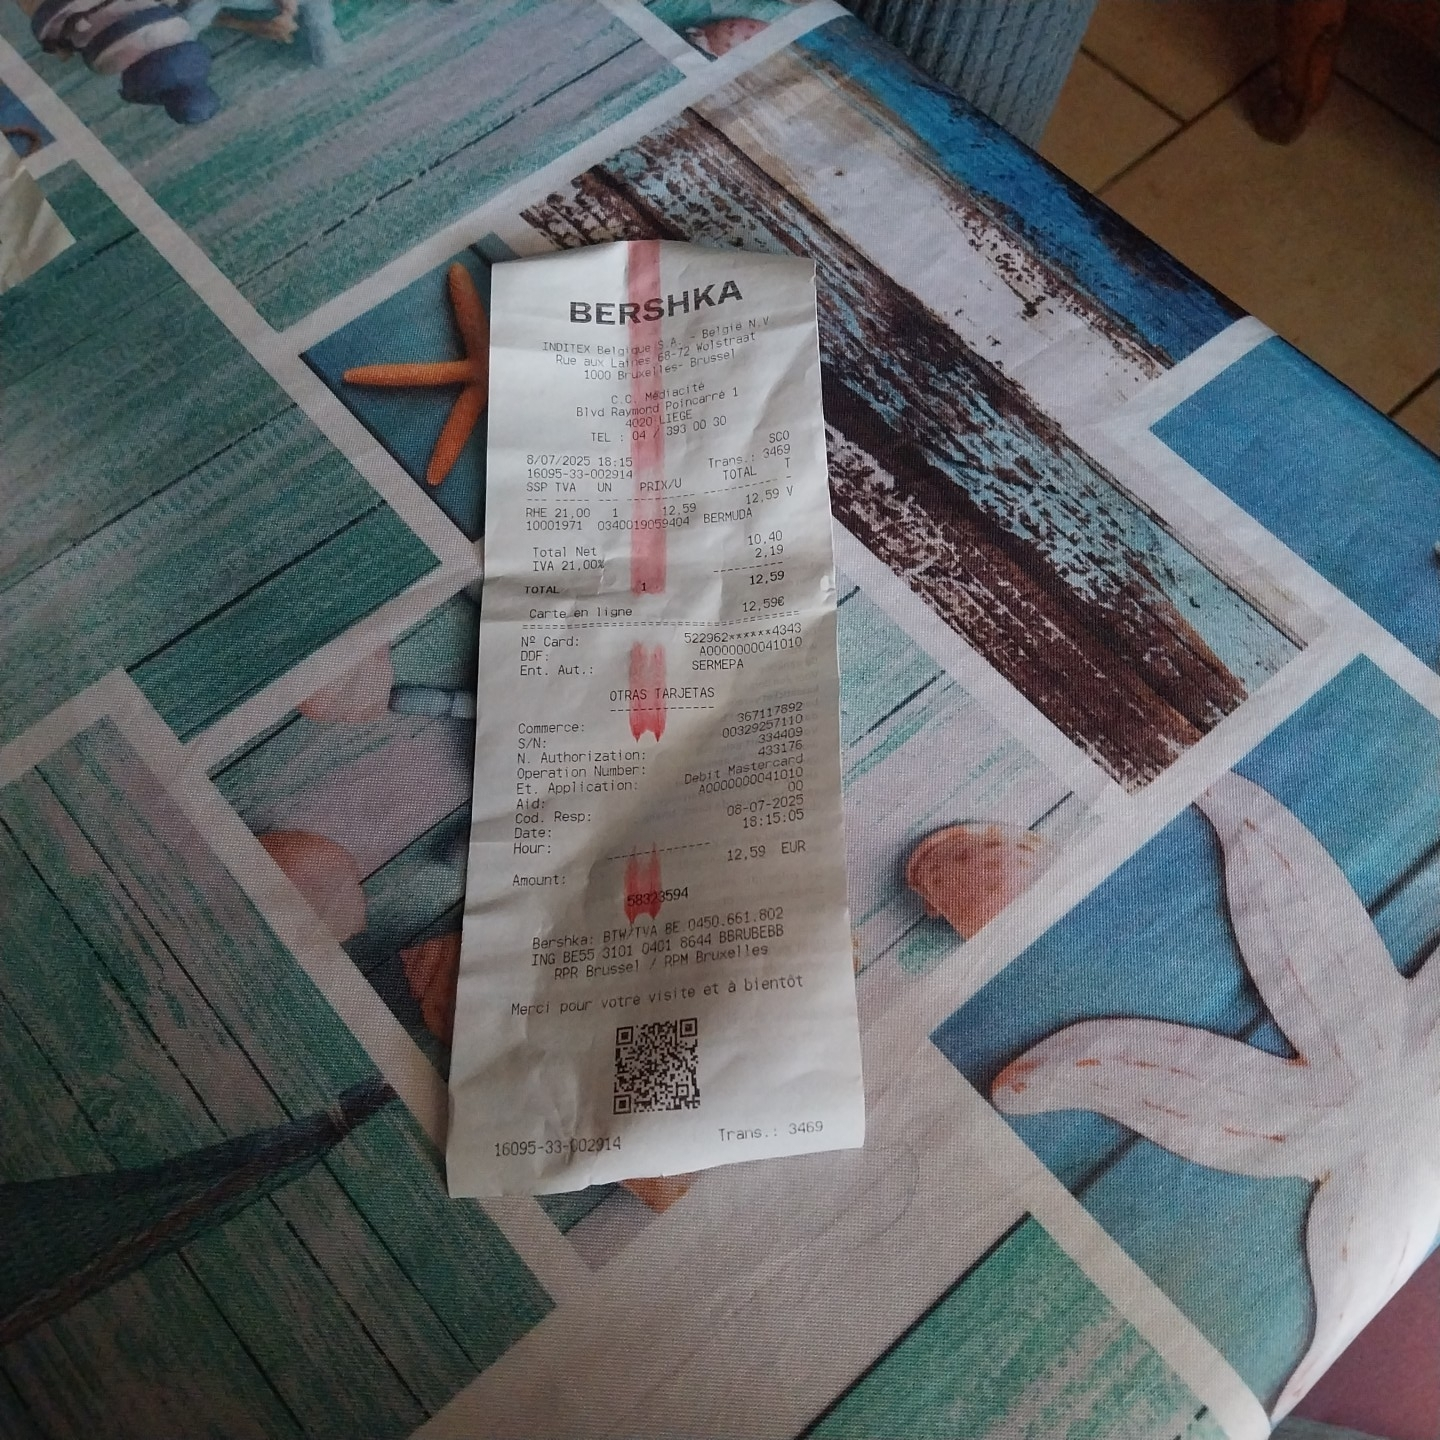 BERSHKA
INDITEX Belgique S.A. - België N.V
Rue aux Laines 68-72 Wolstraat
1000 Bruxelles- Brussel
C.C. Médiacité
Blvd Raymond Poincarré 1
4020 LIEGE
TEL : 04 / 393 00 30
SCO
8/07/2025 18:15 Trans.: 3469
16095-33-002914
SSP TVA UN PRIX/U TOTAL T
RHE 21,00 1 12,59 12,59 V
10001971 0340019059404 BERMUDA
Total Net 10,40
IVA 21,00% 2,19
TOTAL 1 12,59
Carte en ligne 12,59€
Nº Card: 522962******4343
DDF: A0000000041010
Ent. Aut.: SERMEPA
OTRAS TARJETAS
Commerce: 367117892
S/N: 00329257110
N. Authorization: 334409
Operation Number: 433176
Et. Application: Debit Mastercard
Aid: A0000000041010
Cod. Resp: 00
Date: 08-07-2025
Hour: 18:15:05
Amount: 12,59 EUR
58323594
Bershka: BTW/TVA BE 0450.661.802
ING BE55 3101 0401 8644 BBRUBEBB
RPR Brussel / RPM Bruxelles
Merci pour votre visite et à bientôt
16095-33-002914 Trans.: 3469